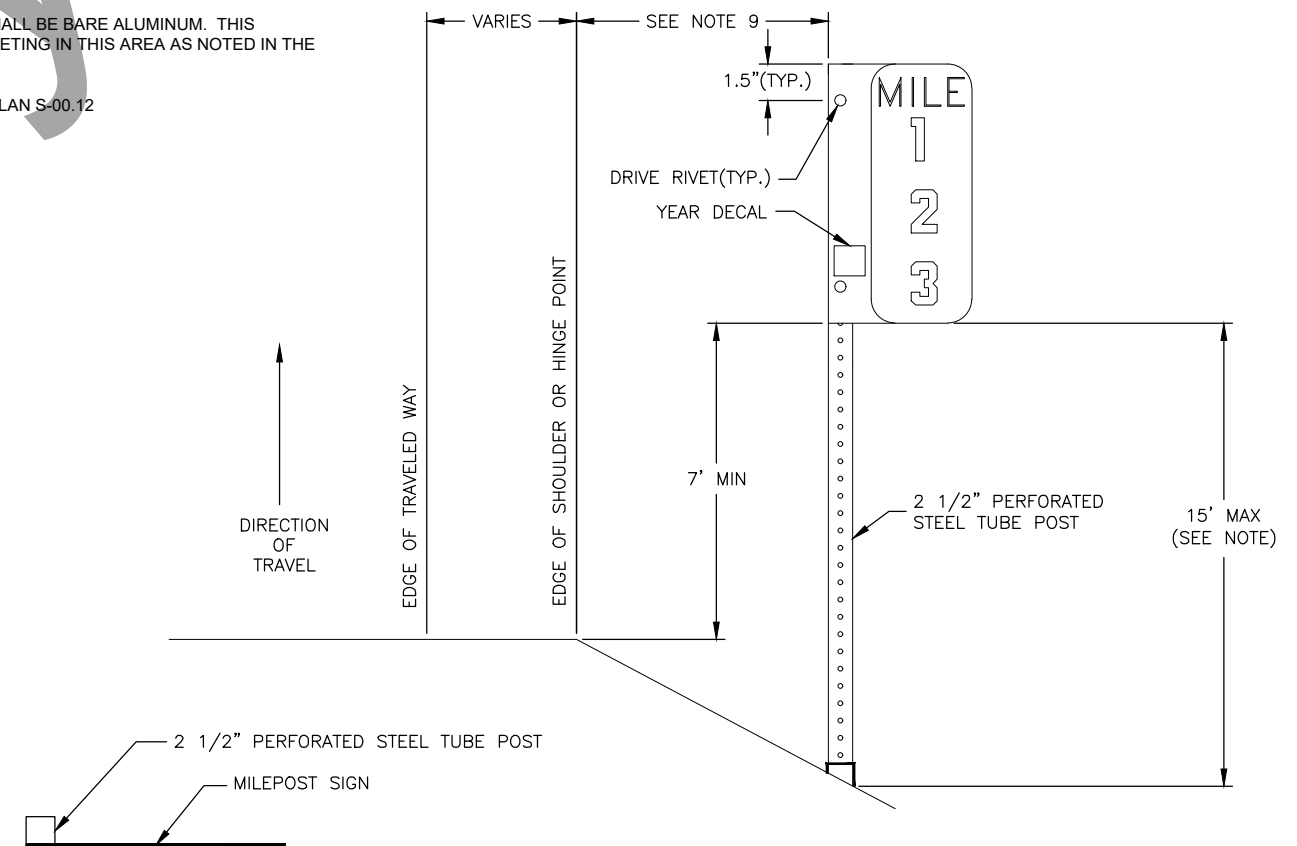 HALL BE BARE ALUMINUM. THIS
ETING IN THIS AREA AS NOTED IN THE
LAN S-00.12
VARIES
SEE NOTE 9
1.5"(TYP.)
MILE
1
2
3
DRIVE RIVET(TYP.)
YEAR DECAL
EDGE OF TRAVELED WAY
EDGE OF SHOULDER OR HINGE POINT
DIRECTION
OF
TRAVEL
7' MIN
2 1/2" PERFORATED
STEEL TUBE POST
15' MAX
(SEE NOTE)
2 1/2" PERFORATED STEEL TUBE POST
MILEPOST SIGN